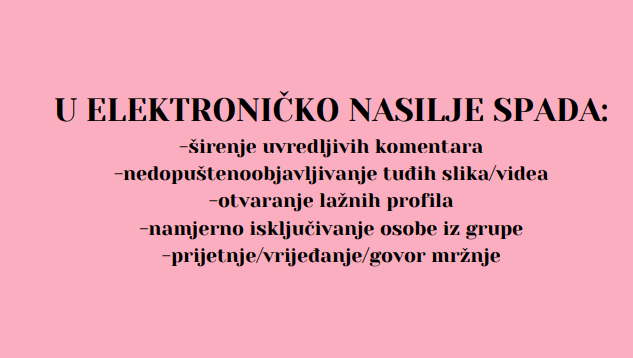 U ELEKTRONIČKO NASILJE SPADA:
-širenje uvredljivih komentara
-nedopuštenoobjavljivanje tuđih slika/videa
-otvaranje lažnih profila
-namjerno isključivanje osobe iz grupe
-prijetnje/vrijeđanje/govor mržnje